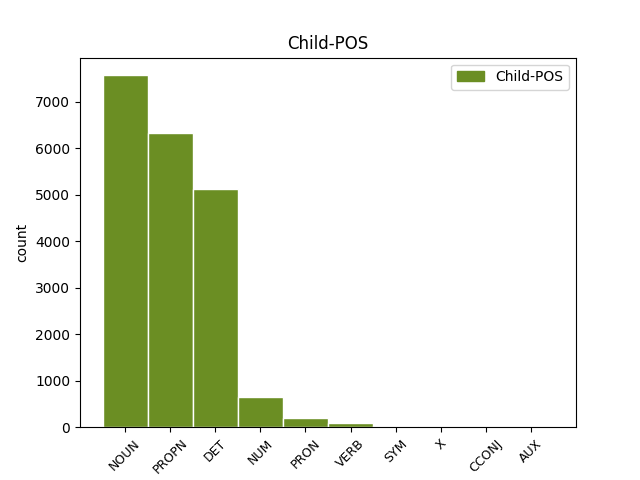 Child-POS
Child-POS
count
7000
6000
5000
4000
3000
2000
1000
0
NOUN
PROPN
DET
NUM
PRON
VERB
SYM
X
CCONJ
AUX